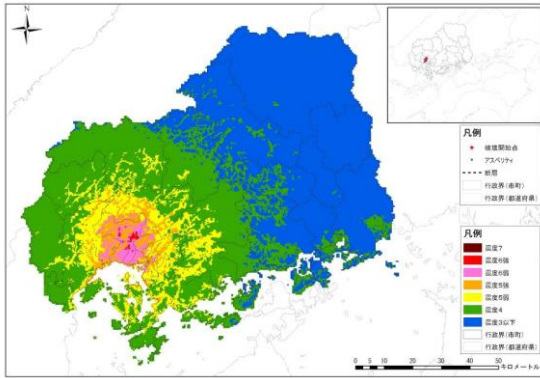 N
凡例
破壊開始点
アスペリティ
断層
行政界(市町)
行政界(都道府県)
凡例
震度7
震度6強
震度6弱
震度5強
震度5弱
震度4
震度3以下
行政界(市町)
行政界(都道府県)
0 5 10 20 30 40 50
キロメートル